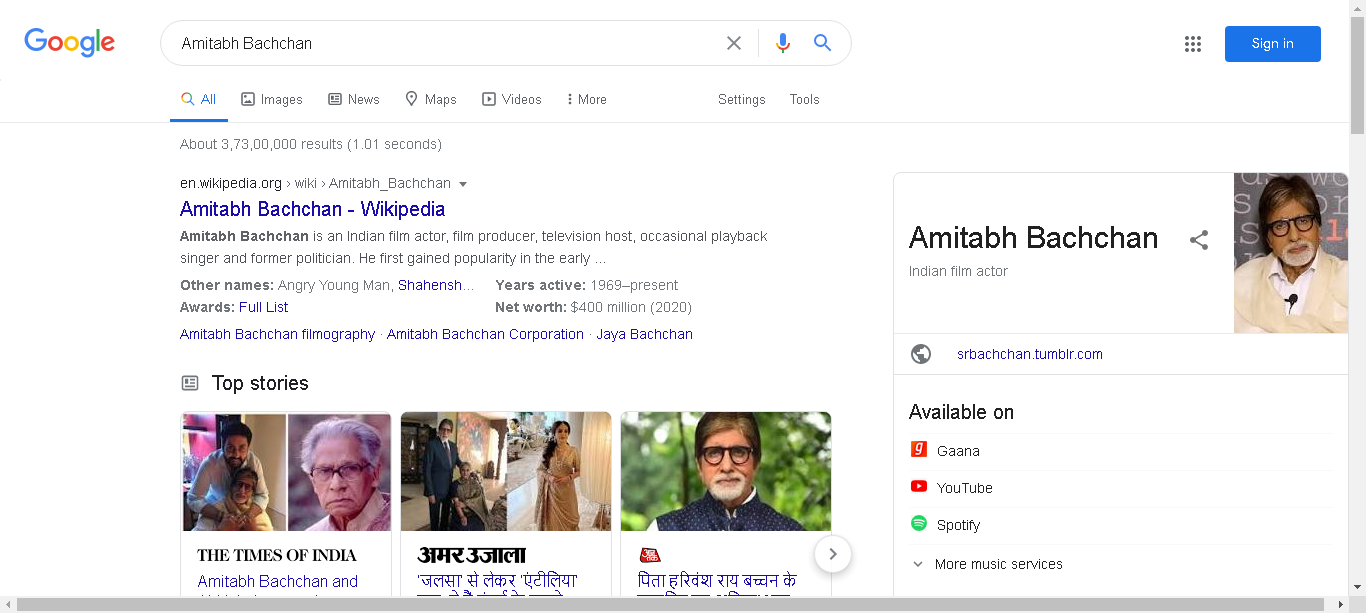 Google
Amitabh Bachchan
Sign in
All
Images
News
Maps
Videos
More
Settings
Tools
About 3,73,00,000 results (1.01 seconds)
en.wikipedia.org › wiki › Amitabh_Bachchan
Amitabh Bachchan - Wikipedia
Amitabh Bachchan is an Indian film actor, film producer, television host, occasional playback
singer and former politician. He first gained popularity in the early ...
Other names: Angry Young Man, Shahensh... Years active: 1969–present
Awards: Full List Net worth: $400 million (2020)
Amitabh Bachchan filmography · Amitabh Bachchan Corporation · Jaya Bachchan
Top stories
THE TIMES OF INDIA
Amitabh Bachchan and
अमर उजाला
'जलसा' से लेकर 'एंटीलिया'
पिता हरिवंश राय बच्चन के
Amitabh Bachchan
Indian film actor
srbachchan.tumblr.com
Available on
Gaana
YouTube
Spotify
More music services